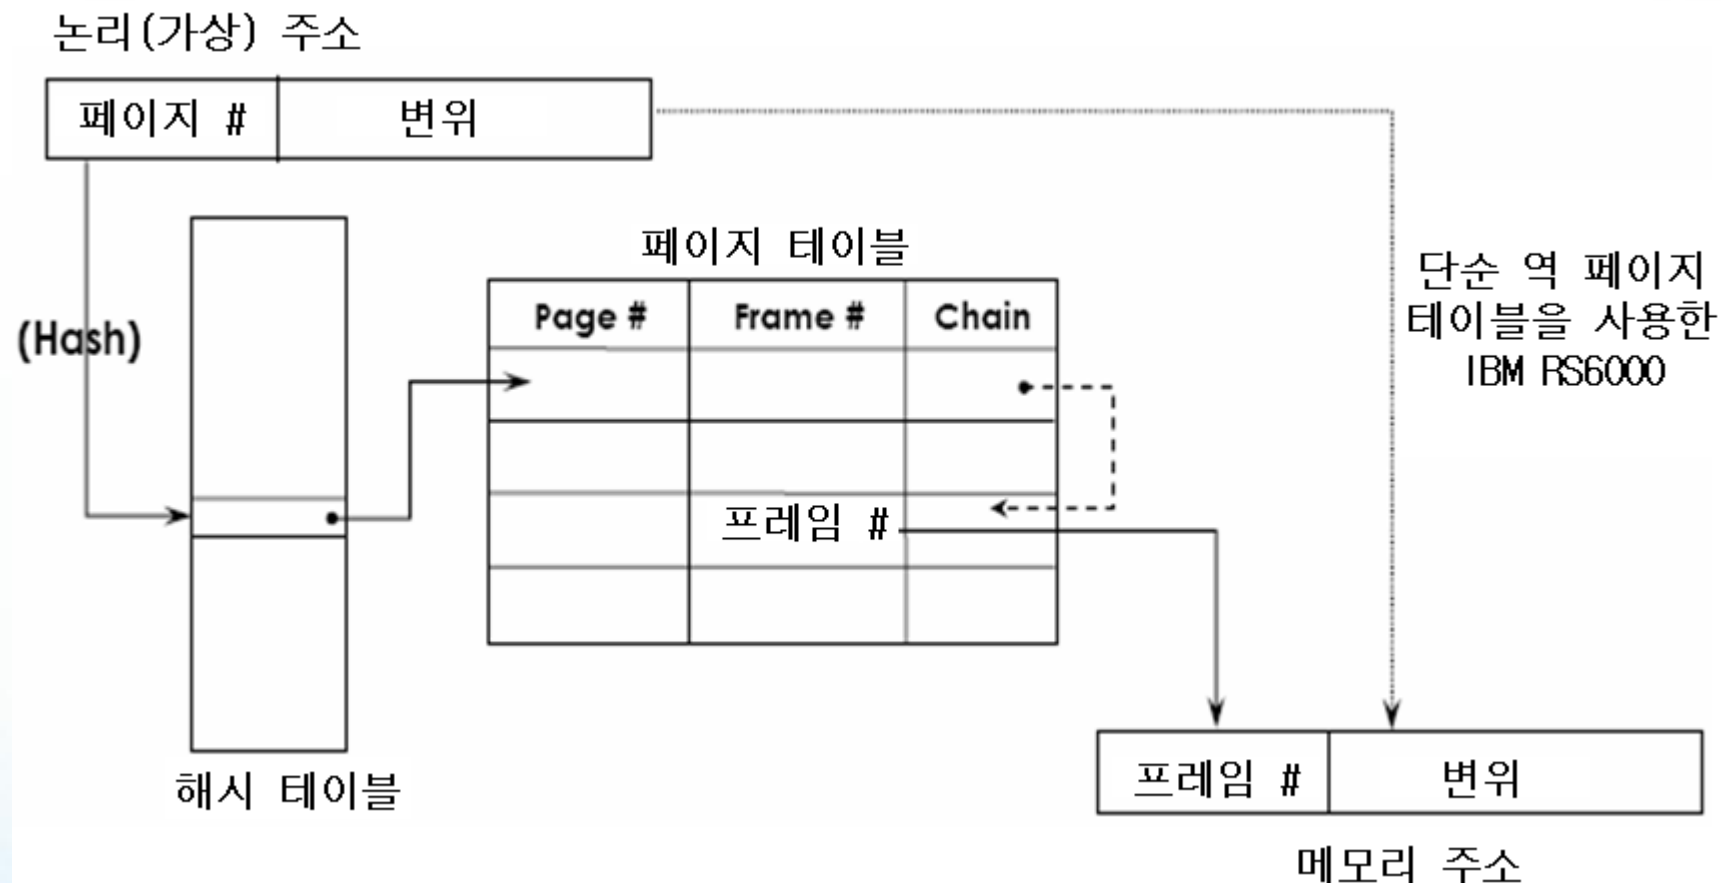 논리(가상) 주소
페이지 #
변위
(Hash)
해시 테이블
페이지 테이블
Page #
Frame #
Chain
프레임 #
단순 역 페이지
테이블을 사용한
IBM RS6000
프레임 #
변위
메모리 주소